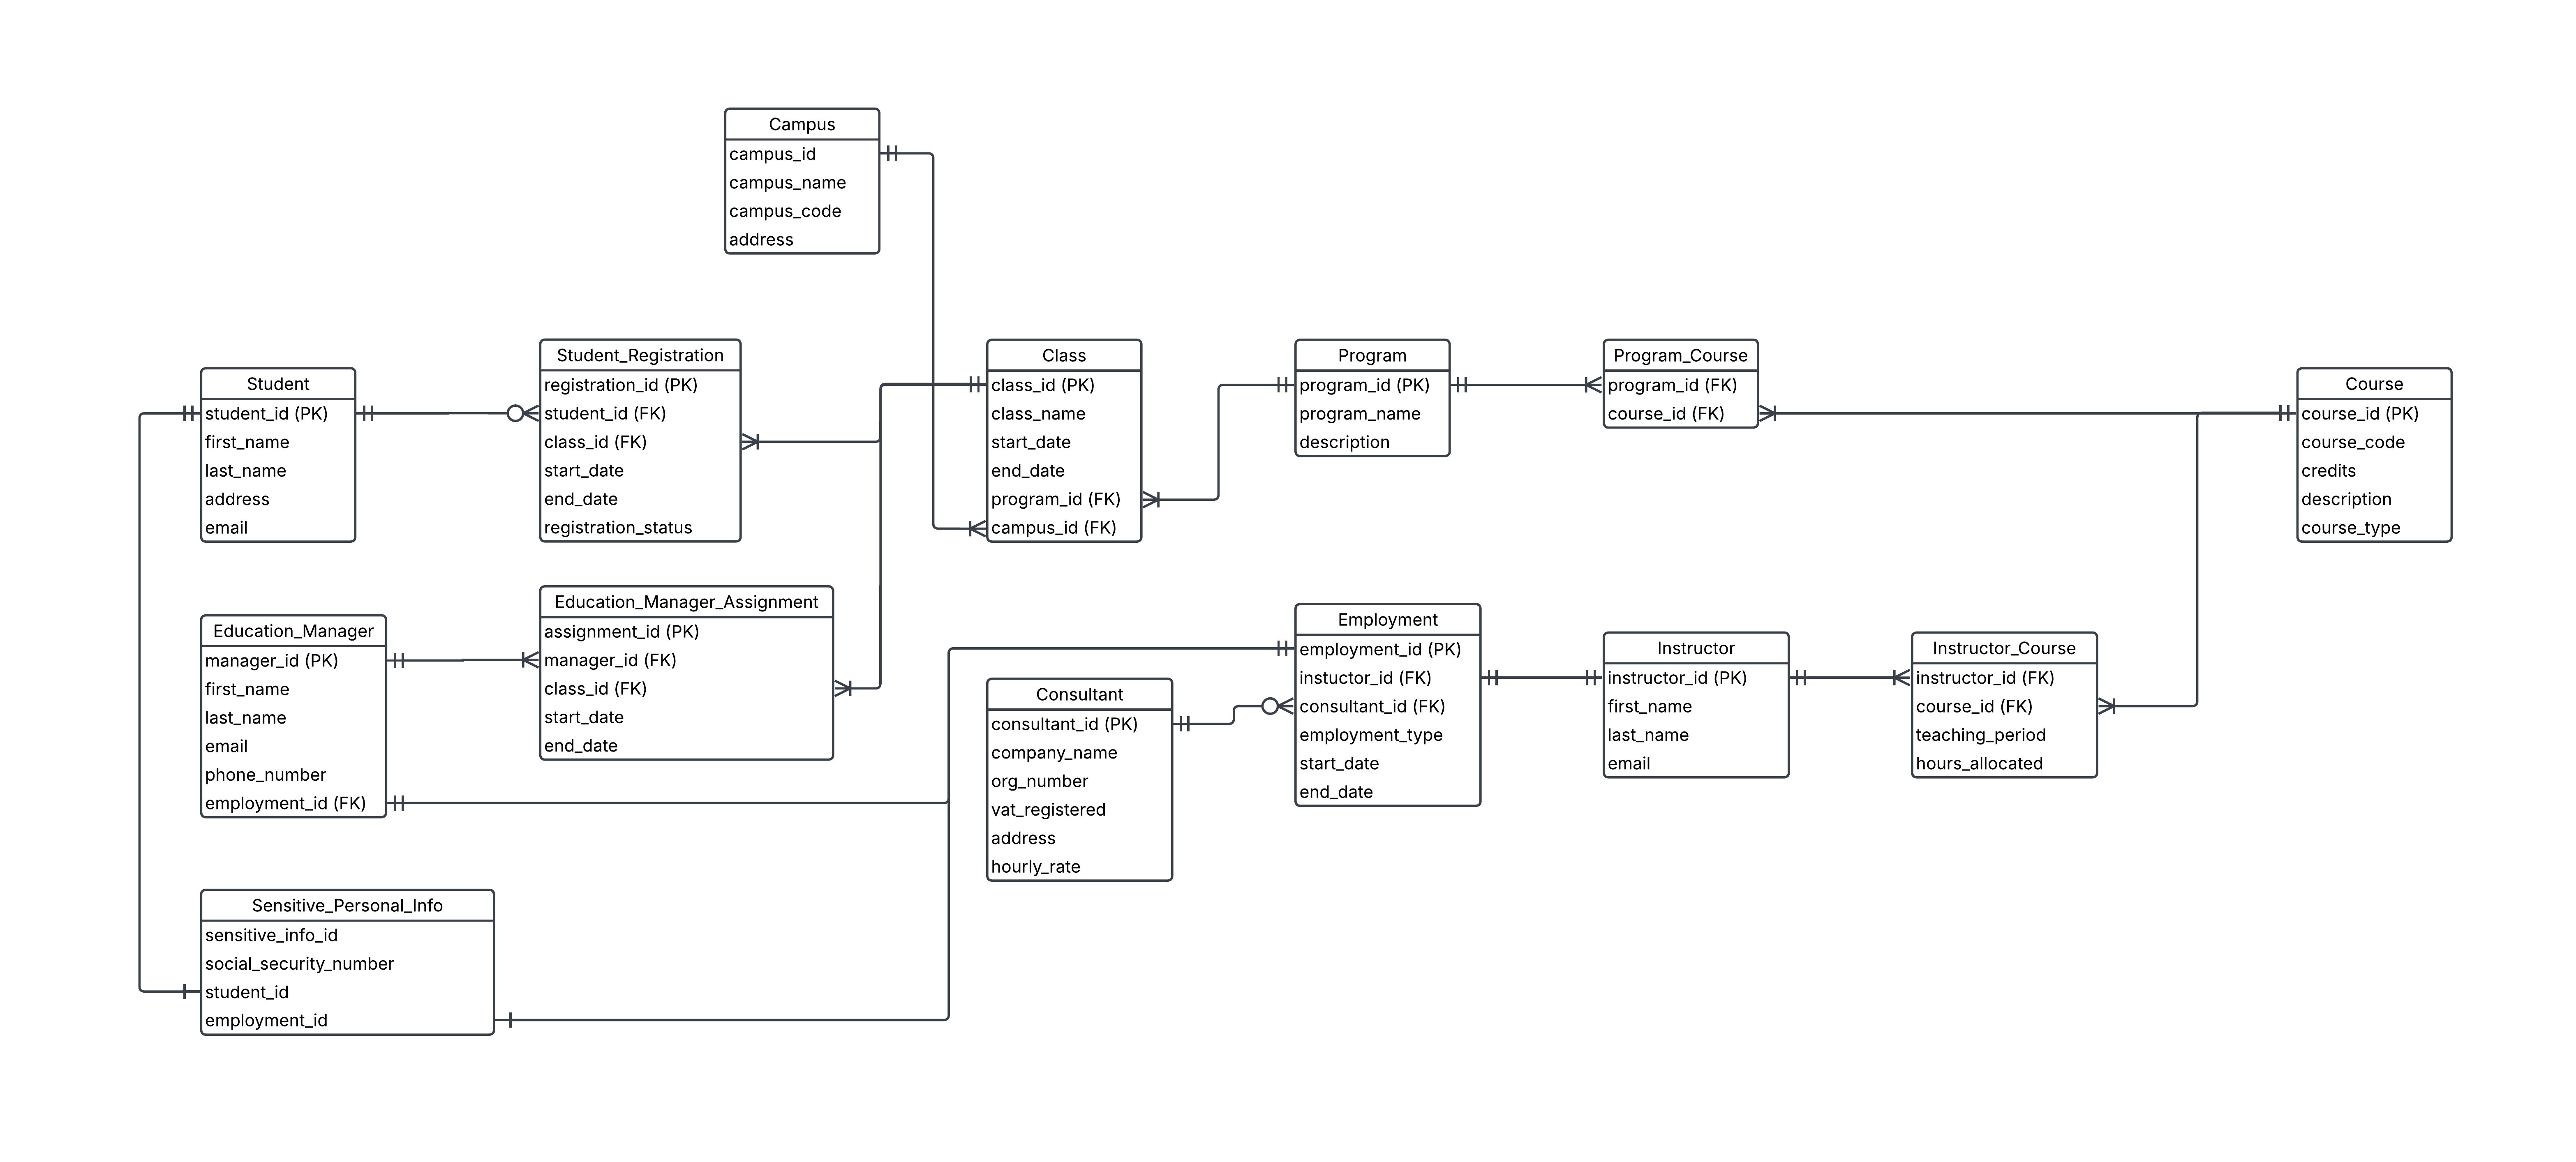 Campus
campus_id
campus_name
campus_code
address
Student
student_id (PK)
first_name
last_name
address
email
Student_Registration
registration_id (PK)
student_id (FK)
class_id (FK)
start_date
end_date
registration_status
Class
class_id (PK)
class_name
start_date
end_date
program_id (FK)
campus_id (FK)
Program
program_id (PK)
program_name
description
Program_Course
program_id (FK)
course_id (FK)
Course
course_id (PK)
course_code
credits
description
course_type
Education_Manager
manager_id (PK)
first_name
last_name
email
phone_number
employment_id (FK)
Education_Manager_Assignment
assignment_id (PK)
manager_id (FK)
class_id (FK)
start_date
end_date
Consultant
consultant_id (PK)
company_name
org_number
vat_registered
address
hourly_rate
Employment
employment_id (PK)
instuctor_id (FK)
consultant_id (FK)
employment_type
start_date
end_date
Instructor
instructor_id (PK)
first_name
last_name
email
Instructor_Course
instructor_id (FK)
course_id (FK)
teaching_period
hours_allocated
Sensitive_Personal_Info
sensitive_info_id
social_security_number
student_id
employment_id